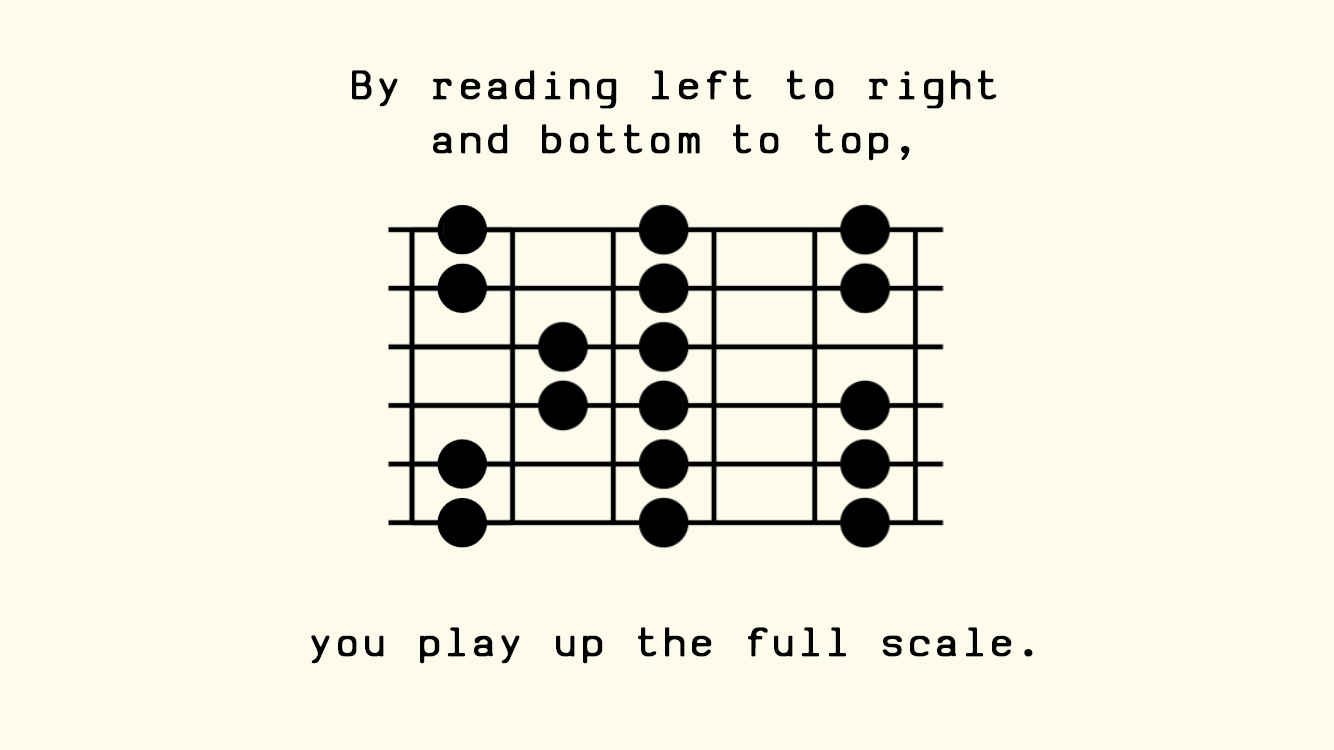 By reading left to right
and bottom to top,
you play up the full scale.